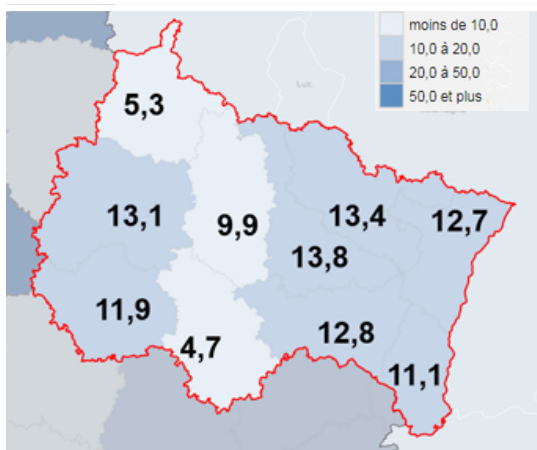 moins de 10,0
10,0 à 20,0
20,0 à 50,0
50,0 et plus
Lux.
5,3
13,1
9,9
13,4
12,7
13,8
11,9
12,8
4,7
11,1